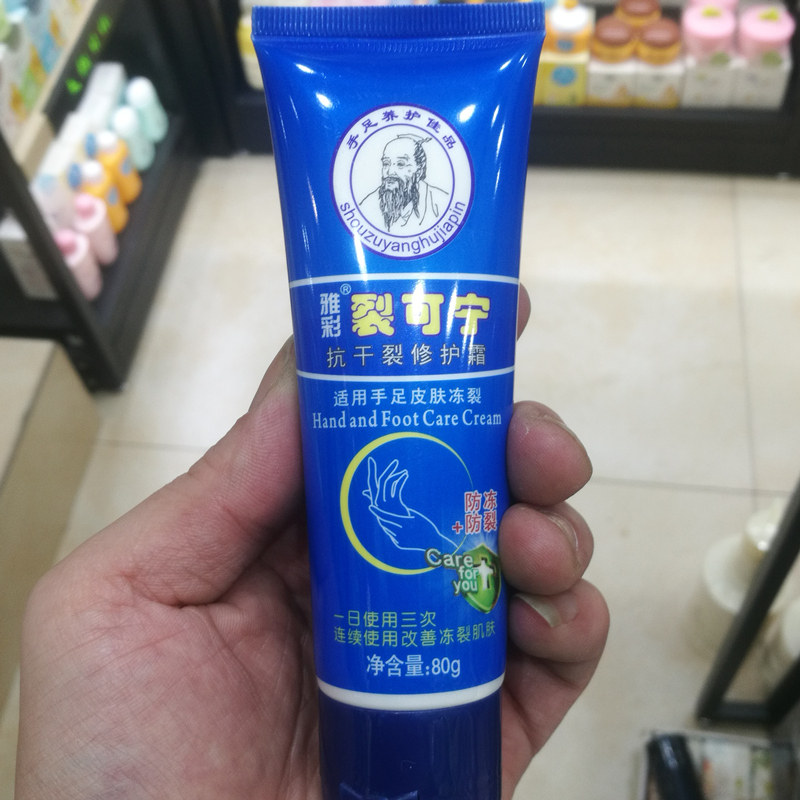 手足养护佳品
shouzuyanghujiapin
雅彩®
裂可宁
抗干裂修护霜
适用手足皮肤冻裂
Hand and Foot Care Cream
防冻
+防裂
Care
for
you
一日使用三次
连续使用改善冻裂肌肤
净含量:80g